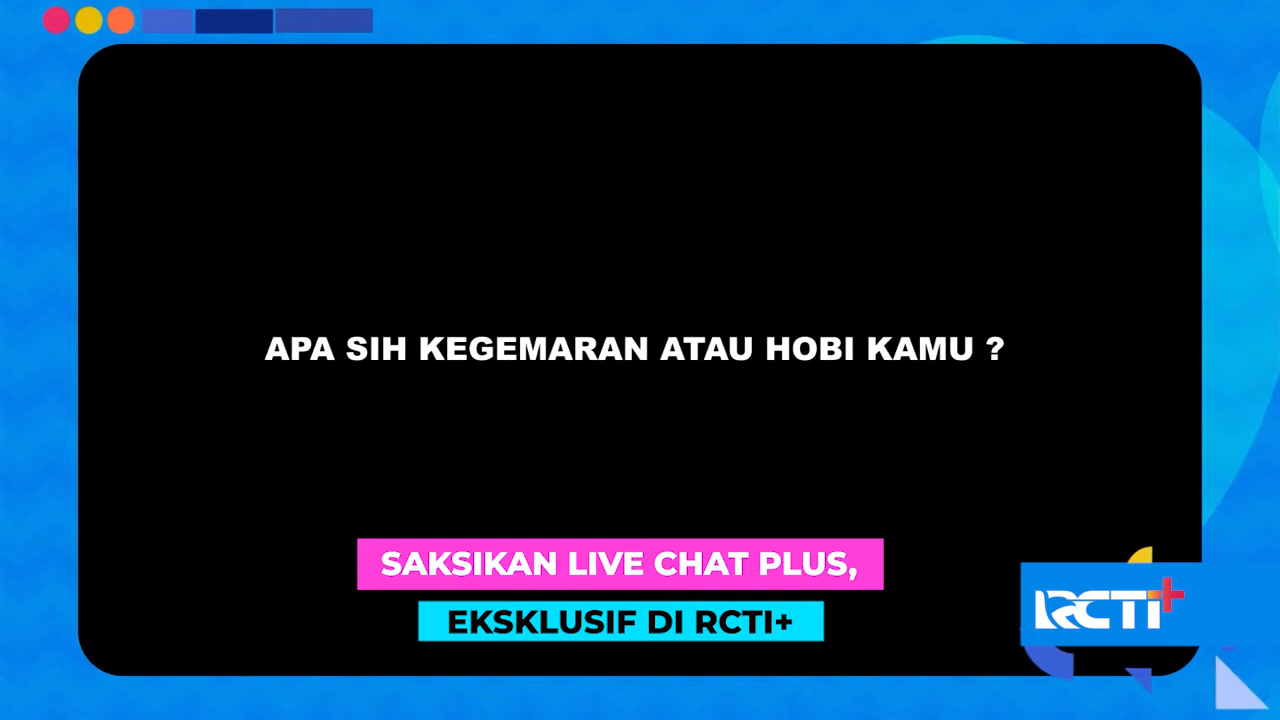 APA SIH KEGEMARAN ATAU HOBI KAMU ?
SAKSIKAN LIVE CHAT PLUS,
EKSKLUSIF DI RCTI+
RCTI+